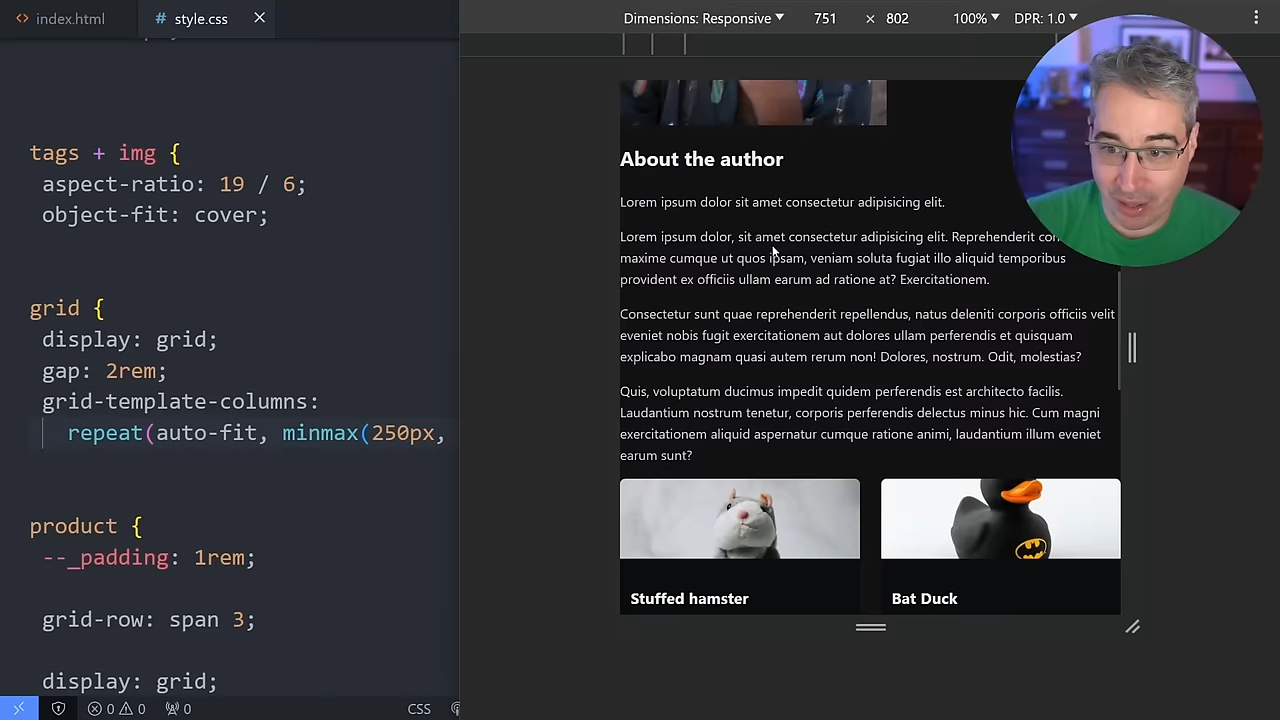 index.html
style.css
Dimensions: Responsive 751 × 802 100% DPR: 1.0
tags + img {
aspect-ratio: 19 / 6;
object-fit: cover;
grid {
display: grid;
gap: 2rem;
grid-template-columns:
repeat(auto-fit, minmax(250px,
product {
--_padding: 1rem;
grid-row: span 3;
display: grid;
0 0 0
CSS
About the author
Lorem ipsum dolor sit amet consectetur adipisicing elit.
Lorem ipsum dolor, sit amet consectetur adipisicing elit. Reprehenderit
maxime cumque ut quos ipsam, veniam soluta fugiat illo aliquid temporibus
provident ex officiis ullam earum ad ratione at? Exercitationem.
Consectetur sunt quae reprehenderit repellendus, natus deleniti corporis officiis velit
eveniet nobis fugit exercitationem aut dolores ullam perferendis et quisquam
explicabo magnam quasi autem rerum non! Dolores, nostrum. Odit, molestias?
Quis, voluptatum ducimus impedit quidem perferendis est architecto facilis.
Laudantium nostrum tenetur, corporis perferendis delectus minus hic. Cum magni
exercitationem aliquid aspernatur cumque ratione animi, laudantium illum eveniet
earum sunt?
Stuffed hamster
Bat Duck